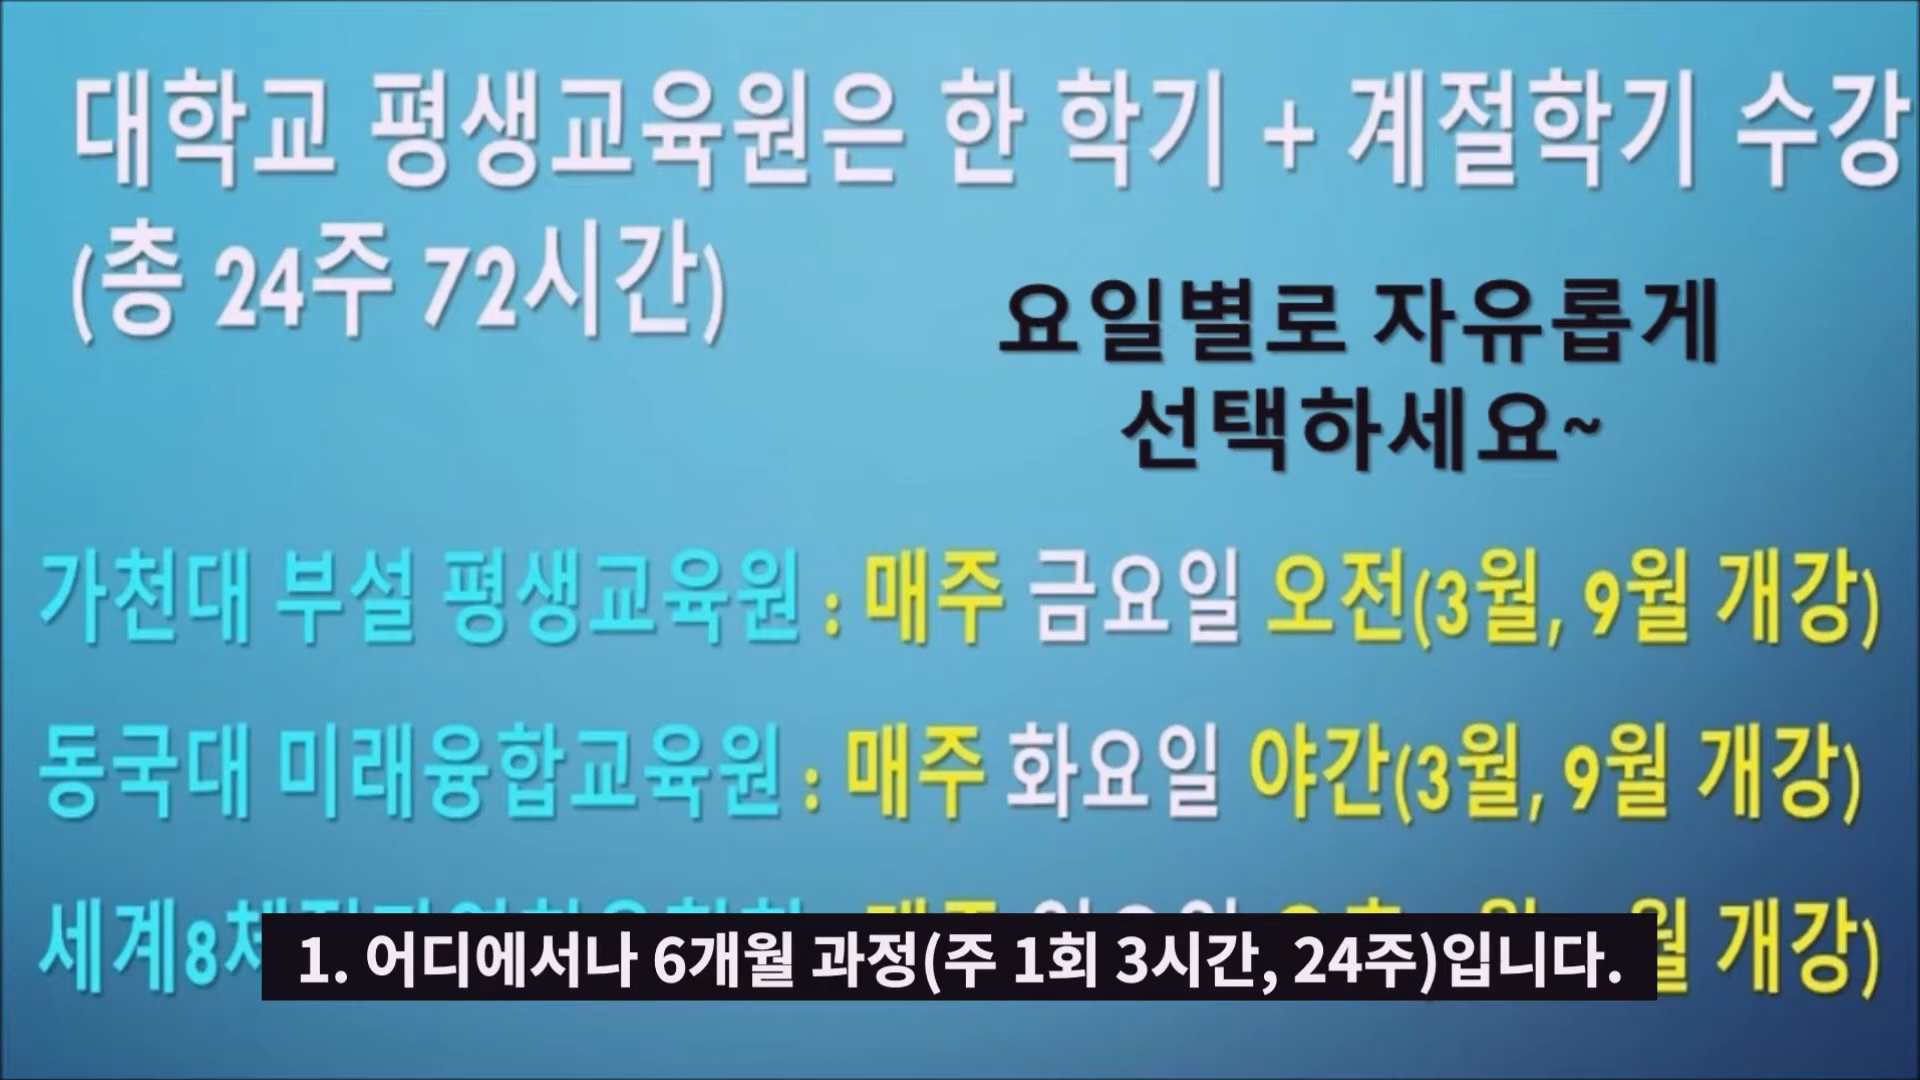 대학교 평생교육원은 한 학기 + 계절학기 수강
(총 24주 72시간)
요일별로 자유롭게
선택하세요~
가천대 부설 평생교육원 : 매주 금요일 오전(3월, 9월 개강)
동국대 미래융합교육원 : 매주 화요일 야간(3월, 9월 개강)
세계8체 개강)
1. 어디에서나 6개월 과정(주 1회 3시간, 24주)입니다.